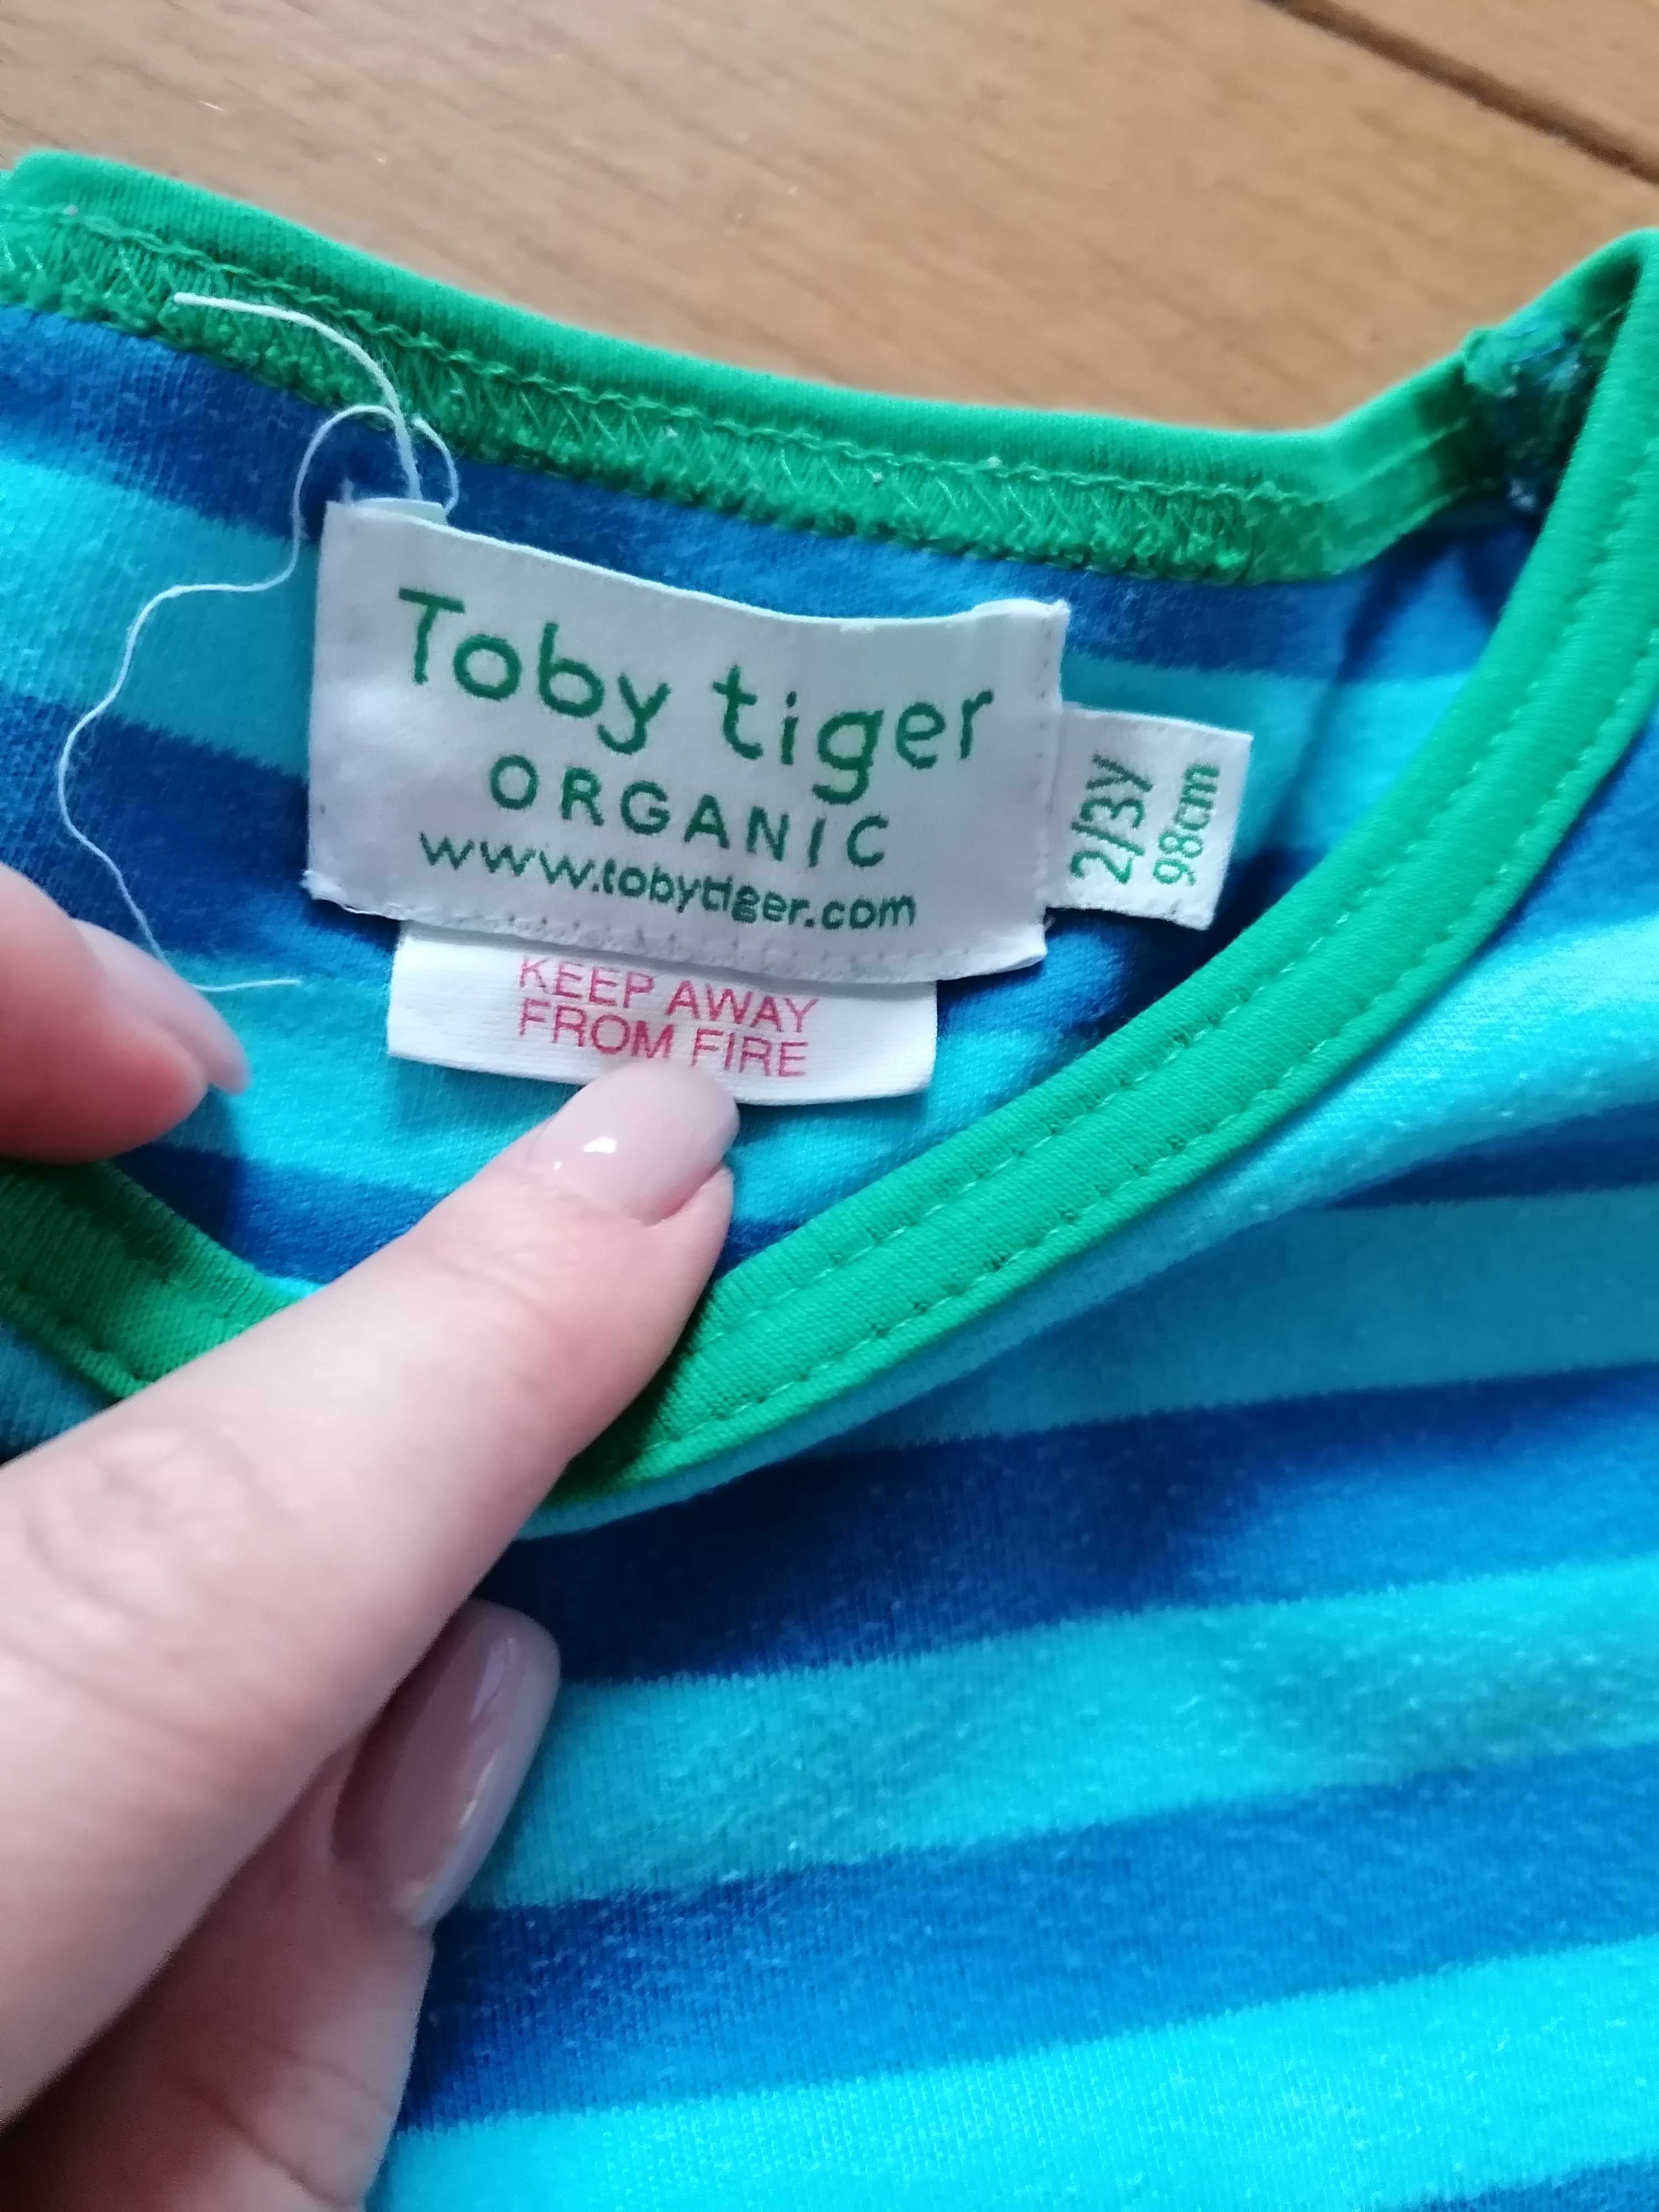 Toby tiger
ORGANIC
www.tobytiger.com
2/3Y
98cm
KEEP AWAY
FROM FIRE